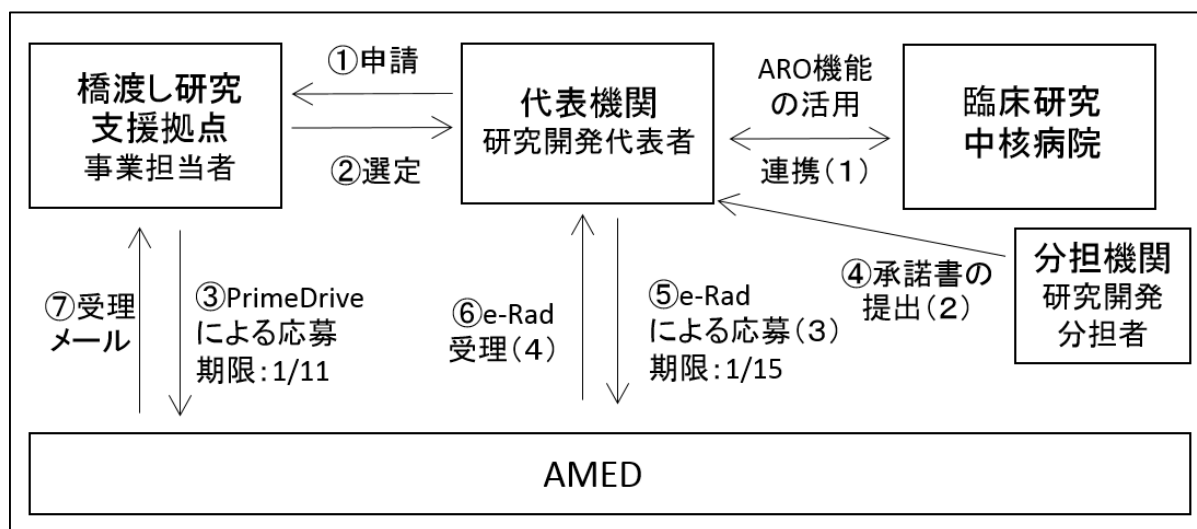 橋渡し研究
支援拠点
事業担当者
①申請
②選定
代表機関
研究開発代表者
ARO機能
の活用
連携(1)
臨床研究
中核病院
⑦受理
メール
③PrimeDrive
による応募
期限:1/11
⑥e-Rad
受理(4)
⑤e-Rad
による応募(3)
期限:1/15
④承諾書の
提出(2)
分担機関
研究開発
分担者
AMED